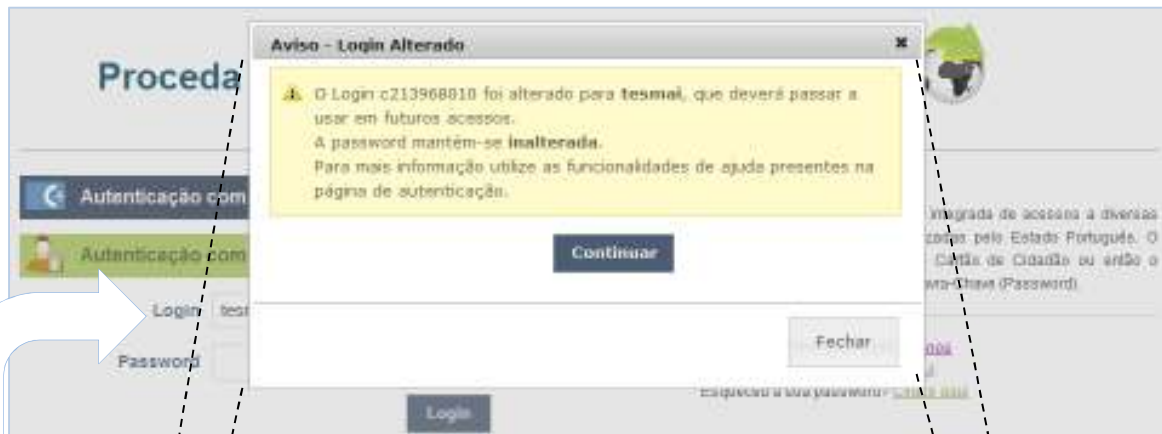 Aviso - Login Alterado
Proceda
O Login c213968810 foi alterado para tesmai, que deverá passar a
usar em futuros acessos.
A password mantém-se inalterada.
Para mais informação utilize as funcionalidades de ajuda presentes na
página de autenticação.
Autenticação com
integrada de acessos a diversas
pelo Estado Português. O
Autenticação com
Cartão de Cidadão ou então o
(Password)
Continuar
Login
Fechar
Password
Esqueceu a sua password?
Login